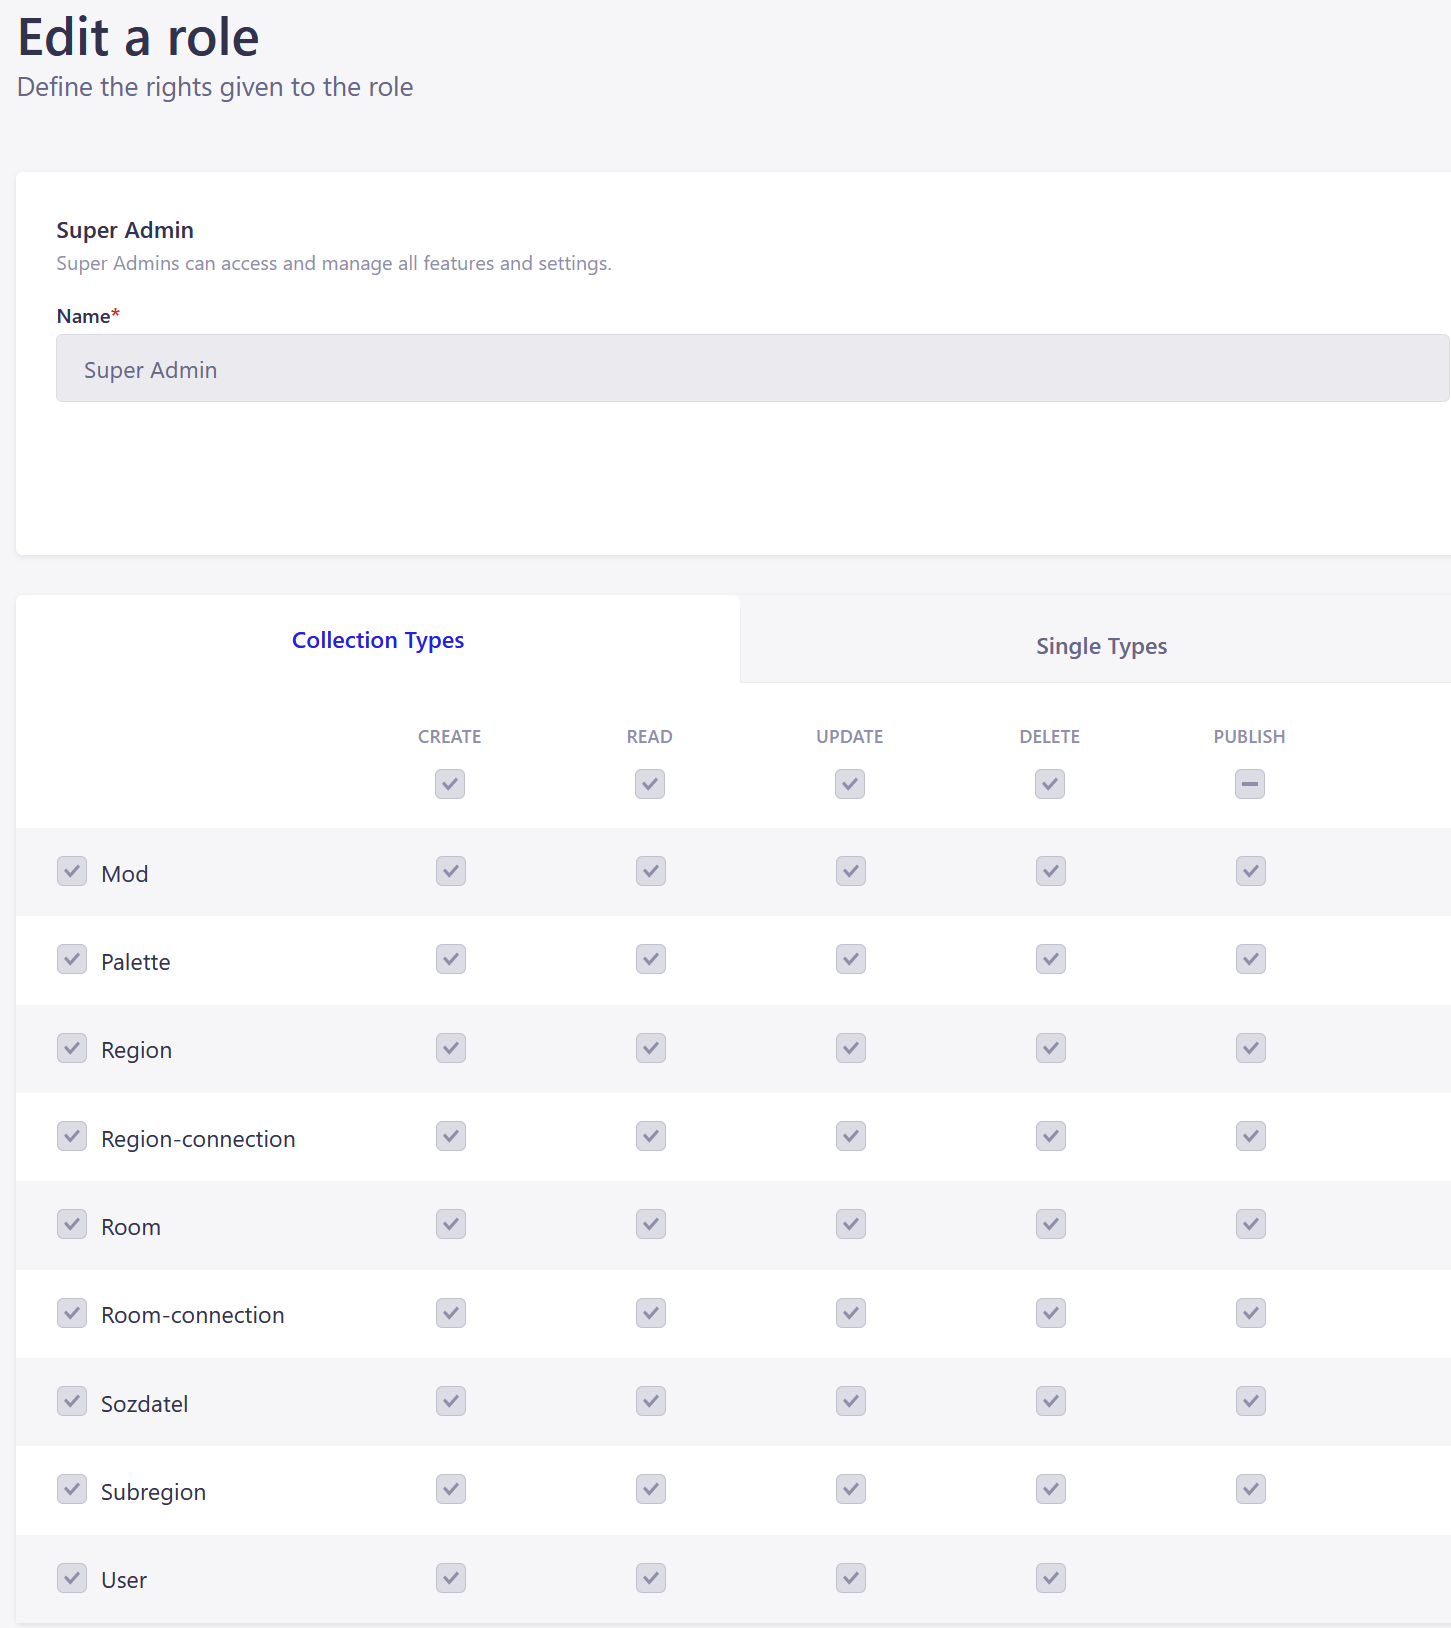 Edit a role
Define the rights given to the role
Super Admin
Super Admins can access and manage all features and settings.
Name*
Super Admin
Collection Types
Single Types
CREATE READ UPDATE DELETE PUBLISH
Mod
Palette
Region
Region-connection
Room
Room-connection
Sozdatel
Subregion
User